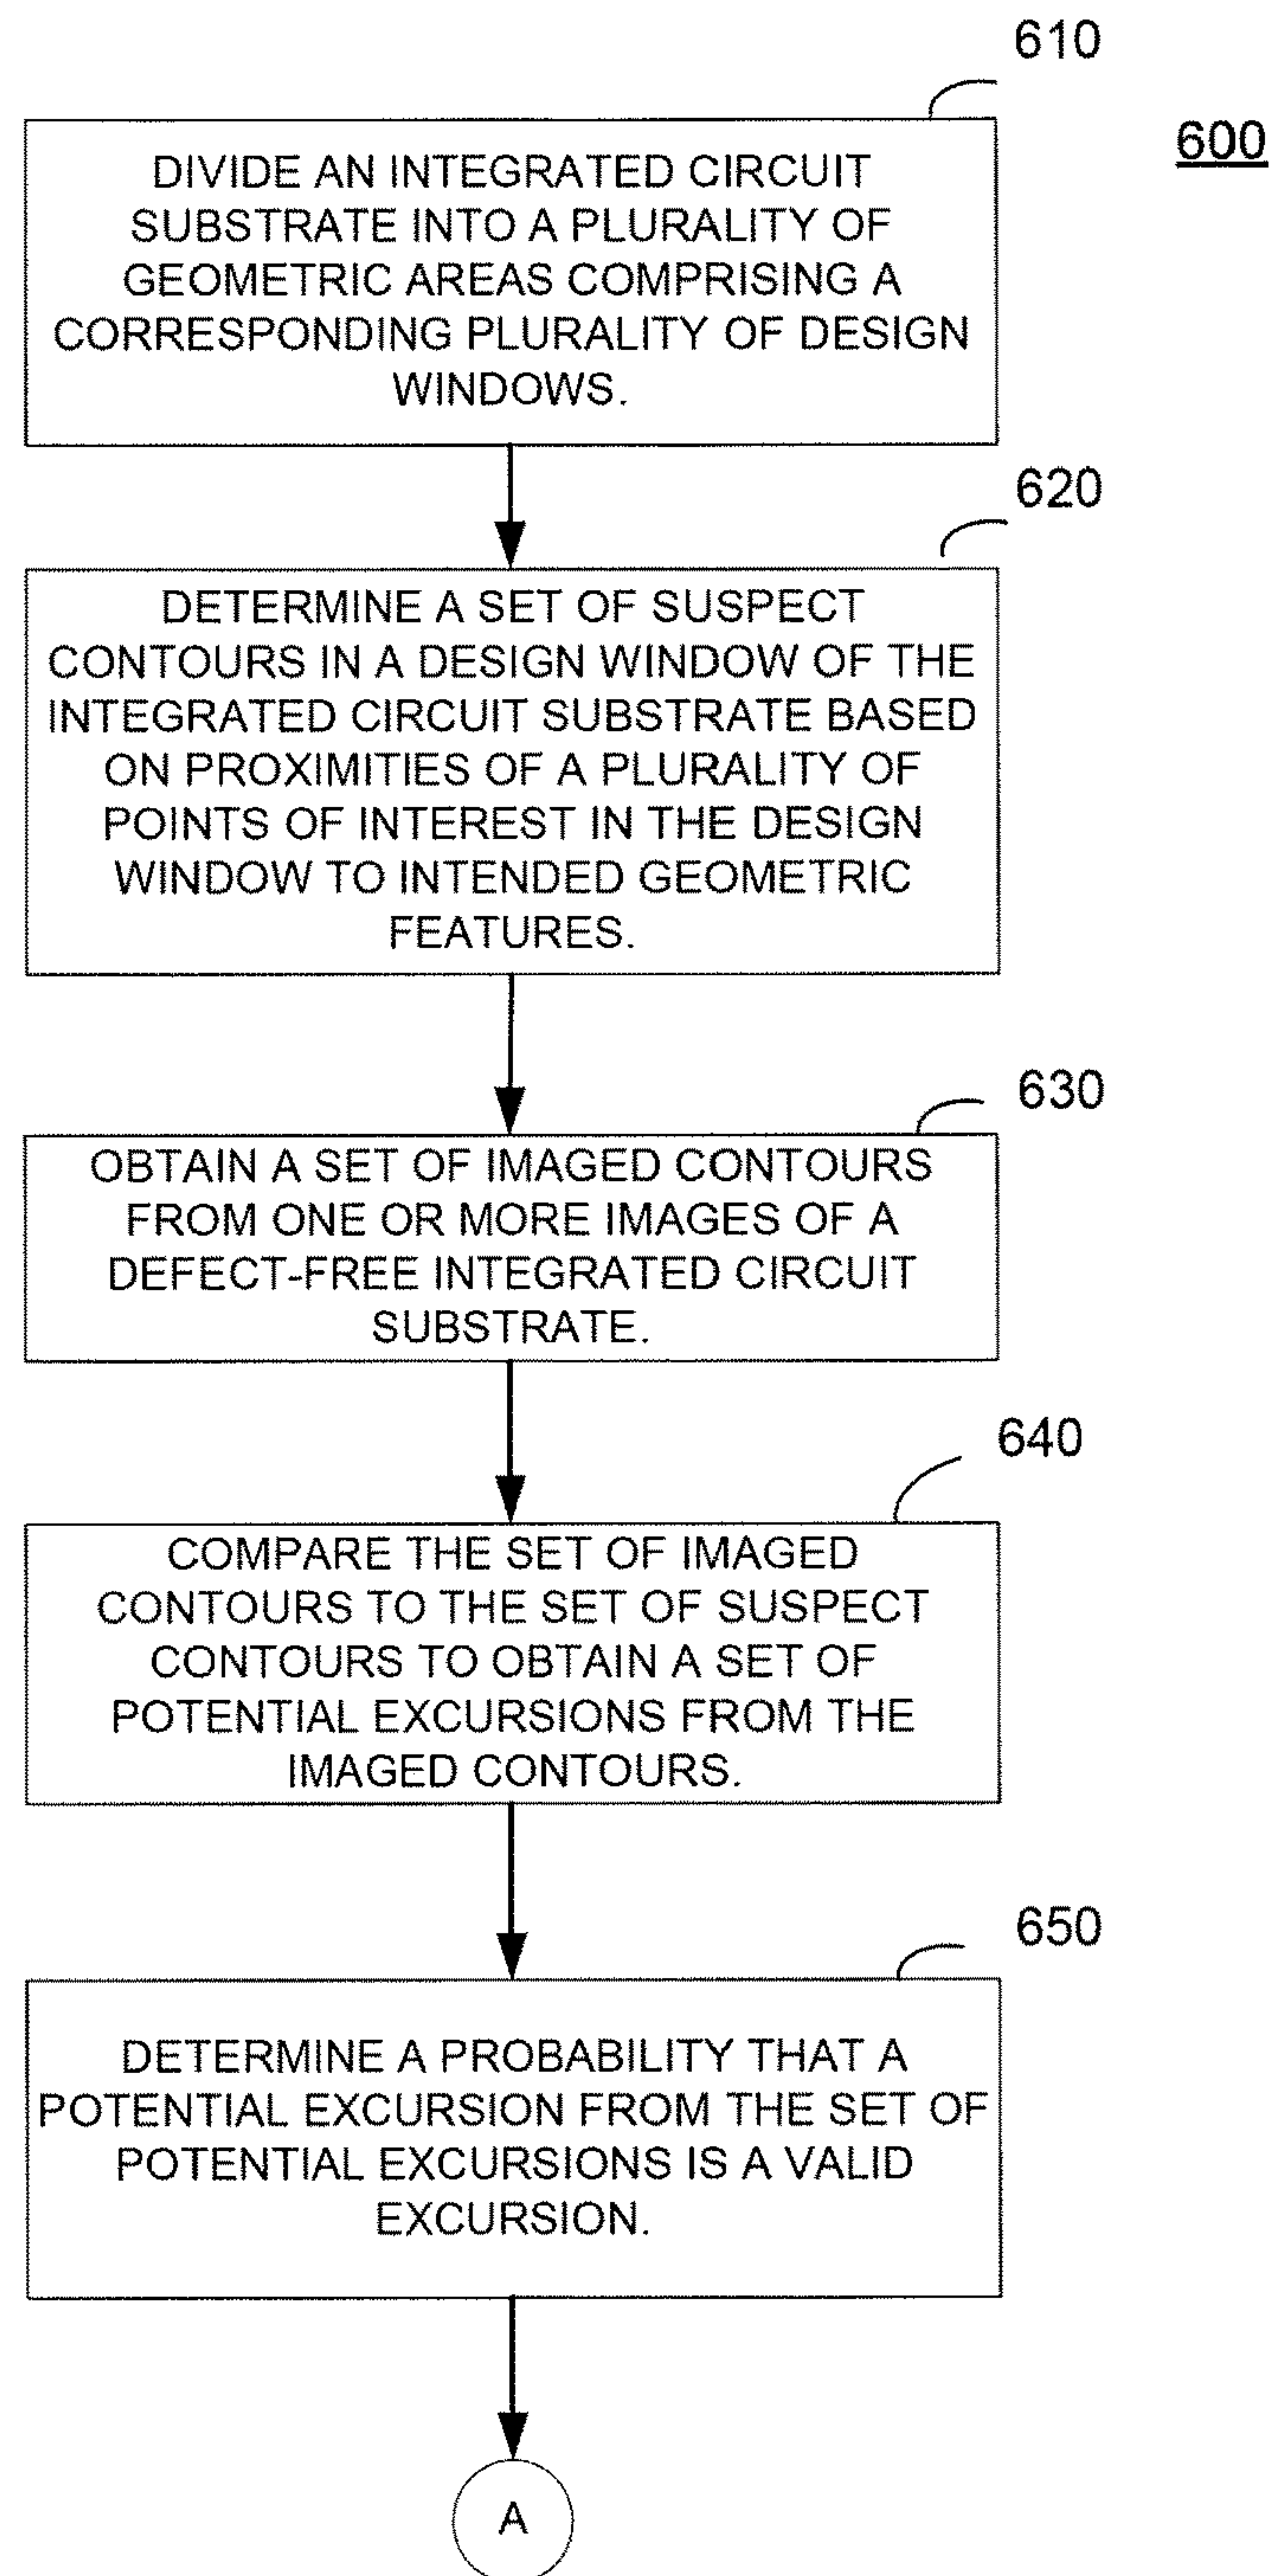 610
600
DIVIDE AN INTEGRATED CIRCUIT
SUBSTRATE INTO A PLURALITY OF
GEOMETRIC AREAS COMPRISING A
CORRESPONDING PLURALITY OF DESIGN
WINDOWS.
620
DETERMINE A SET OF SUSPECT
CONTOURS IN A DESIGN WINDOW OF THE
INTEGRATED CIRCUIT SUBSTRATE BASED
ON PROXIMITIES OF A PLURALITY OF
POINTS OF INTEREST IN THE DESIGN
WINDOW TO INTENDED GEOMETRIC
FEATURES.
630
OBTAIN A SET OF IMAGED CONTOURS
FROM ONE OR MORE IMAGES OF A
DEFECT-FREE INTEGRATED CIRCUIT
SUBSTRATE.
640
COMPARE THE SET OF IMAGED
CONTOURS TO THE SET OF SUSPECT
CONTOURS TO OBTAIN A SET OF
POTENTIAL EXCURSIONS FROM THE
IMAGED CONTOURS.
650
DETERMINE A PROBABILITY THAT A
POTENTIAL EXCURSION FROM THE SET OF
POTENTIAL EXCURSIONS IS A VALID
EXCURSION.
A